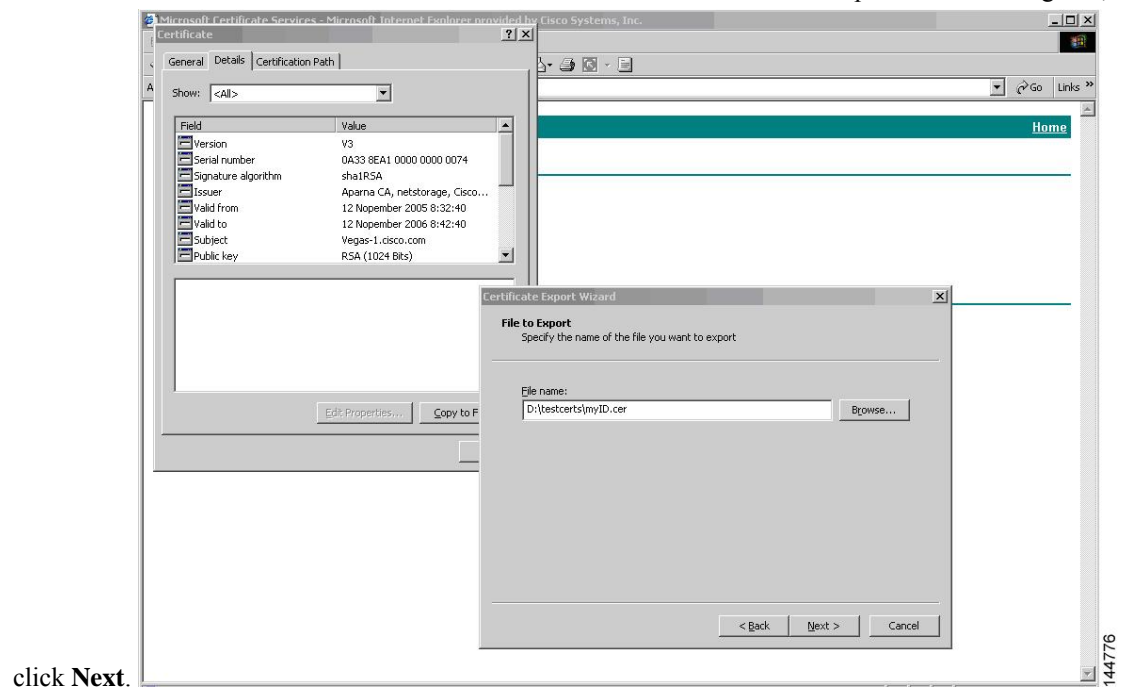 Microsoft Certificate Services - Microsoft Internet Explorer provided by Cisco Systems, Inc.
Certificate
General Details Certification Path
Go Links »
Show: <All>
Home
Field Value
Version V3
Serial number 0A33 8EA1 0000 0000 0074
Signature algorithm sha1RSA
Issuer Aparna CA, netstorage, Cisco...
Valid from 12 Nopember 2005 8:32:40
Valid to 12 Nopember 2006 8:42:40
Subject Vegas-1.cisco.com
Public key RSA (1024 Bits)
Edit Properties... Copy to F
Certificate Export Wizard
File to Export
Specify the name of the file you want to export
File name:
D:\testcerts\myID.cer Browse...
< Back Next > Cancel
144776
click Next.